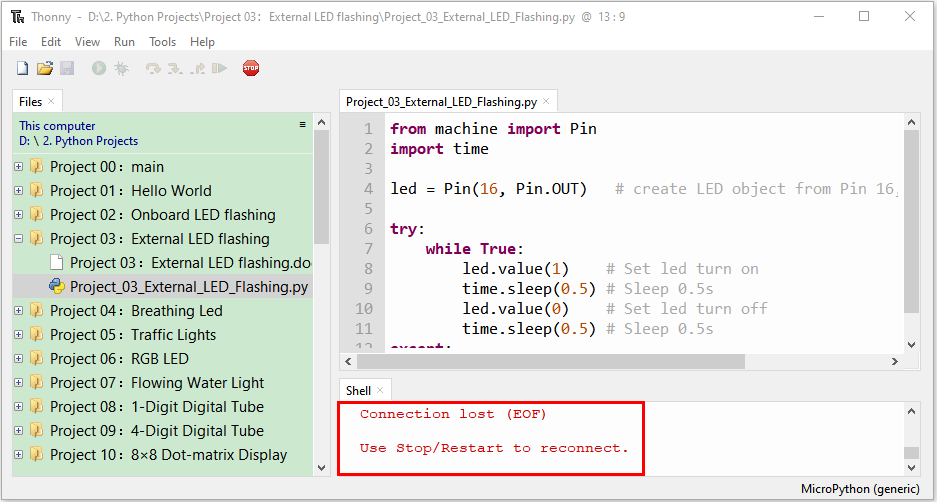 Thonny - D:\2. Python Projects\Project 03：External LED flashing\Project_03_External_LED_Flashing.py @ 13 : 9
File Edit View Run Tools Help
STOP
Files ×
This computer ≡
D: \ 2. Python Projects
Project 00：main
Project 01：Hello World
Project 02：Onboard LED flashing
Project 03：External LED flashing
Project 03：External LED flashing.do
Project_03_External_LED_Flashing.py
Project 04：Breathing Led
Project 05：Traffic Lights
Project 06：RGB LED
Project 07：Flowing Water Light
Project 08：1-Digit Digital Tube
Project 09：4-Digit Digital Tube
Project 10：8×8 Dot-matrix Display
Project_03_External_LED_Flashing.py ×
1 from machine import Pin
2 import time
3
4 led = Pin(16, Pin.OUT) # create LED object from Pin 16,
5
6 try:
7 while True:
8 led.value(1) # Set led turn on
9 time.sleep(0.5) # Sleep 0.5s
10 led.value(0) # Set led turn off
11 time.sleep(0.5) # Sleep 0.5s
12 except:
Shell ×
Connection lost (EOF)
Use Stop/Restart to reconnect.
MicroPython (generic)